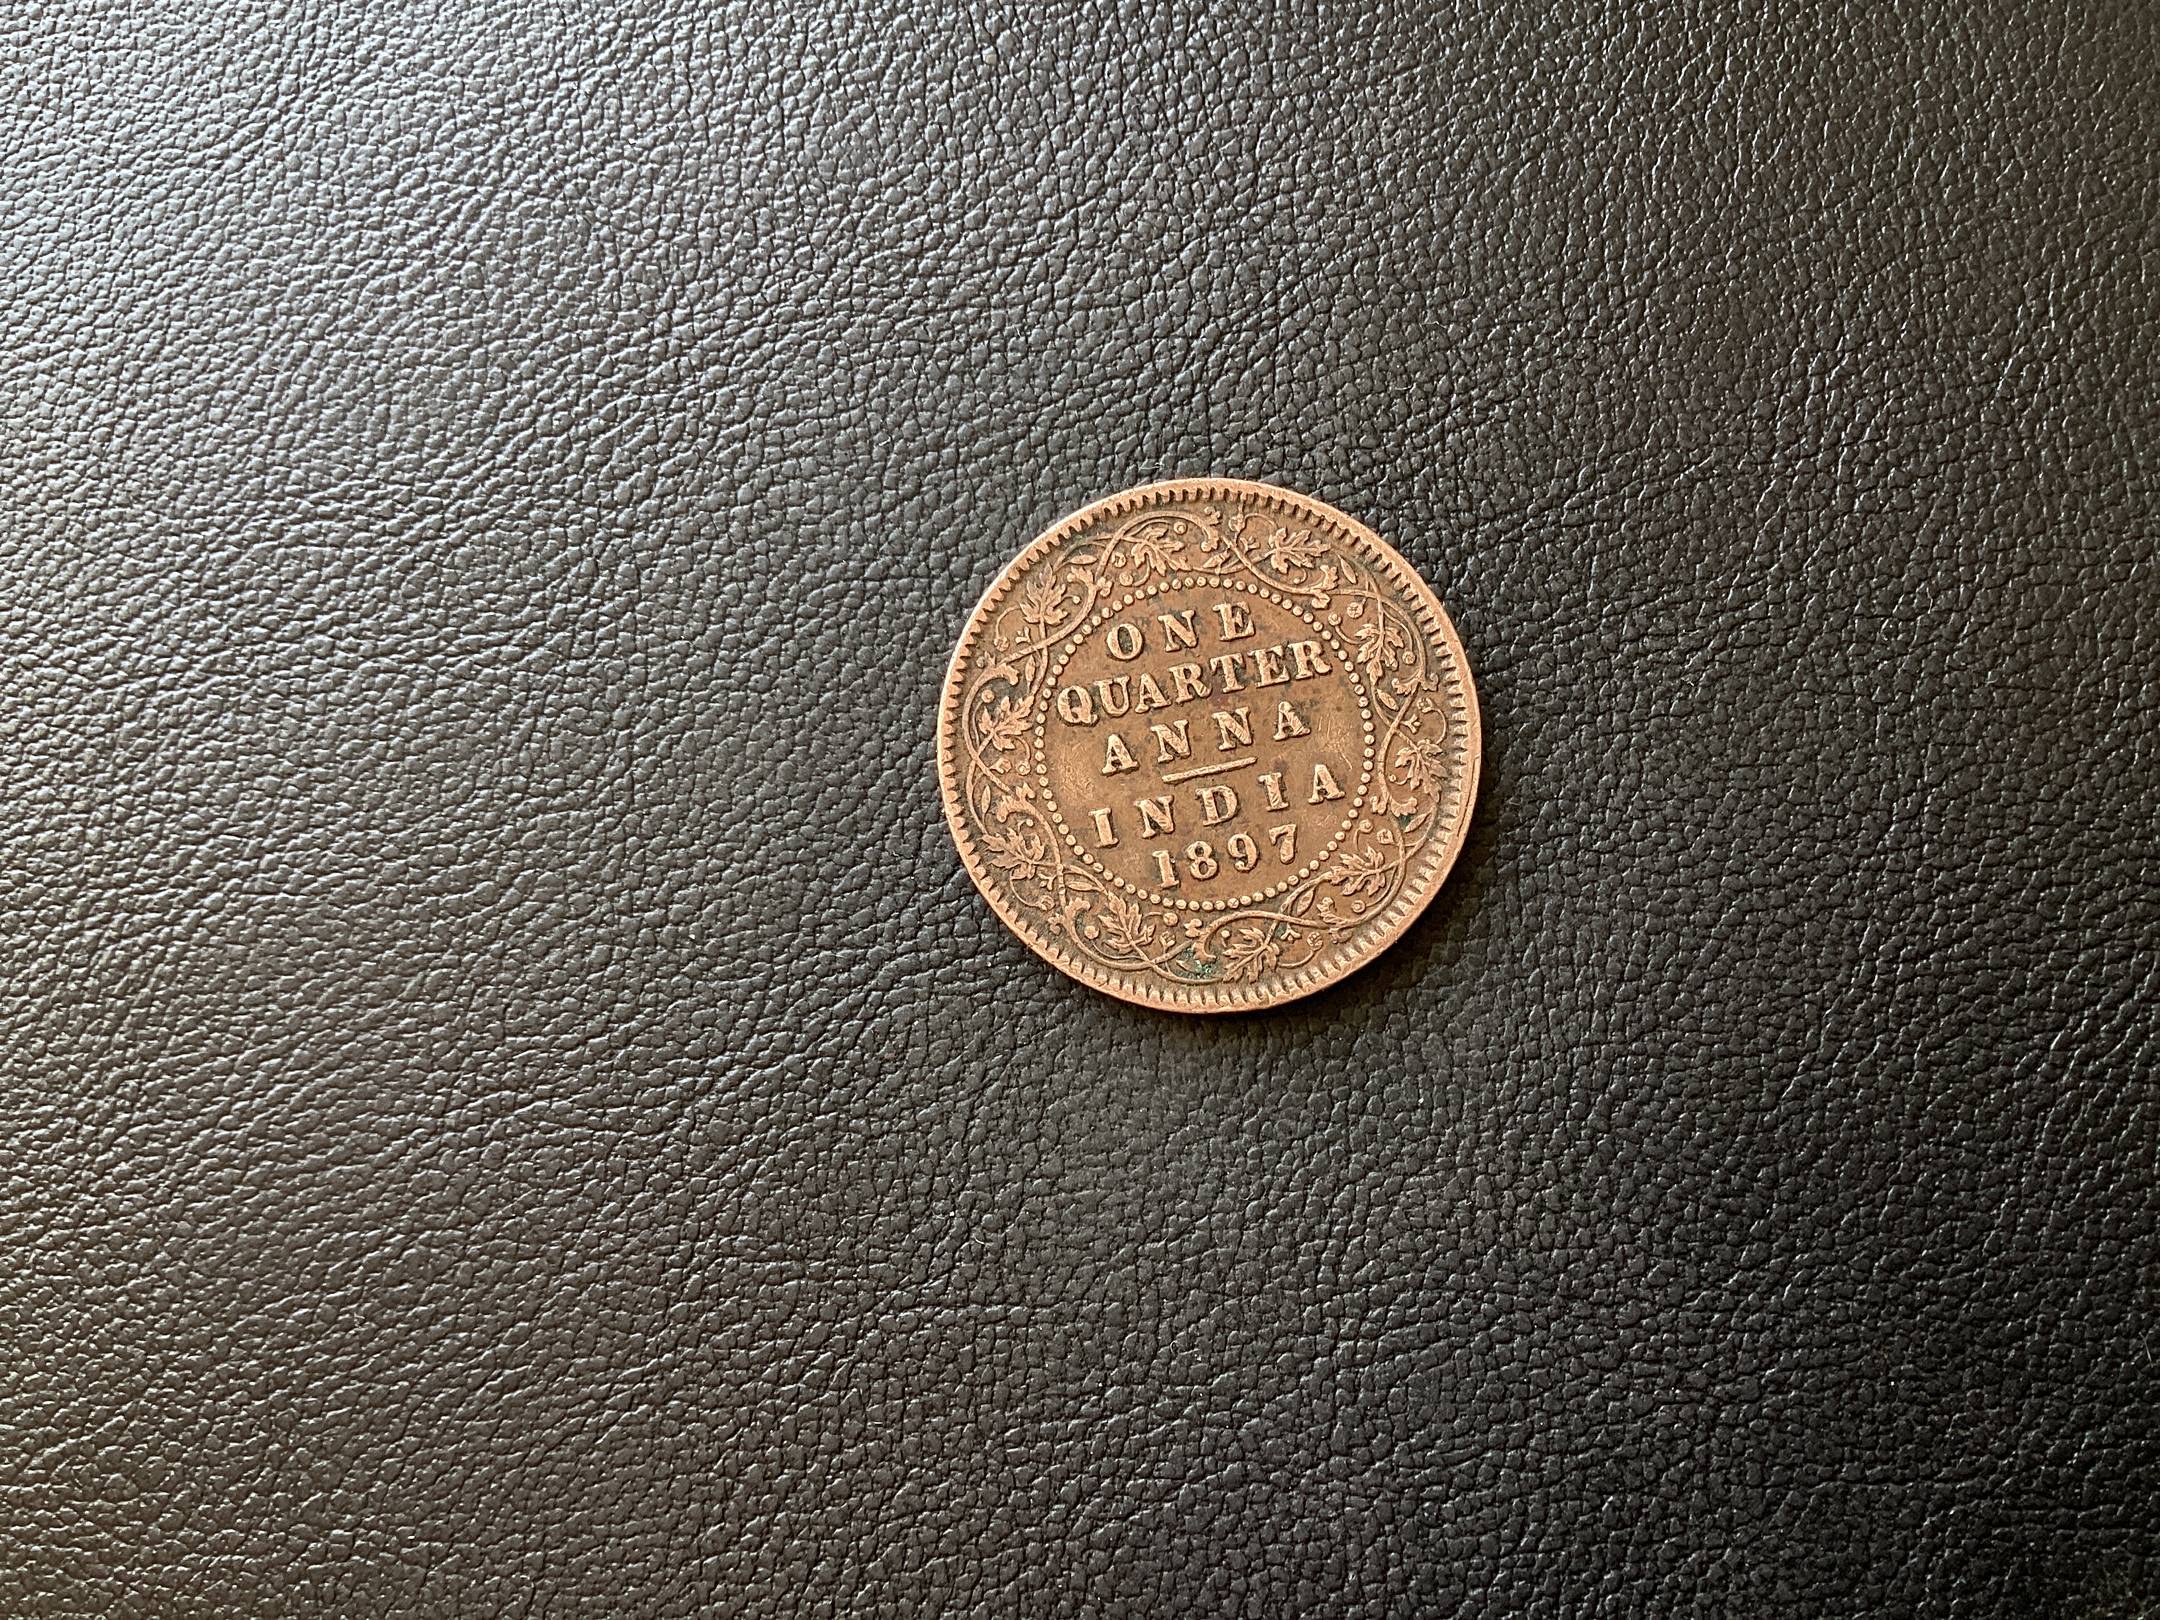 ONE
QUARTER
ANNA
INDIA
1897